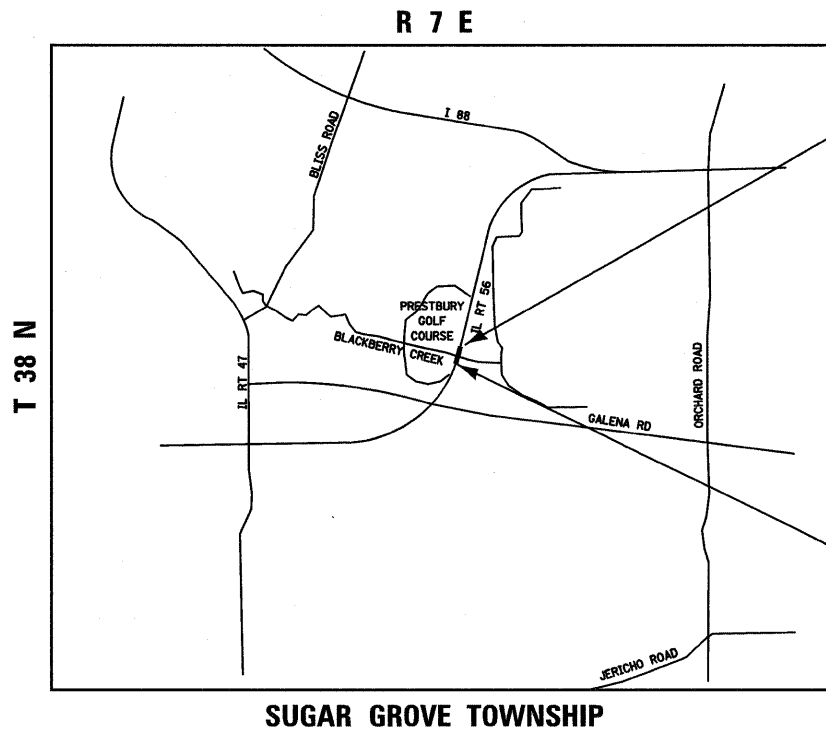 R 7 E
I 88
BLISS ROAD
PRESTBURY
GOLF
COURSE
IL RT 56
BLACKBERRY CREEK
T 38 N
IL RT 47
ORCHARD ROAD
GALENA RD
JERICHO ROAD
SUGAR GROVE TOWNSHIP